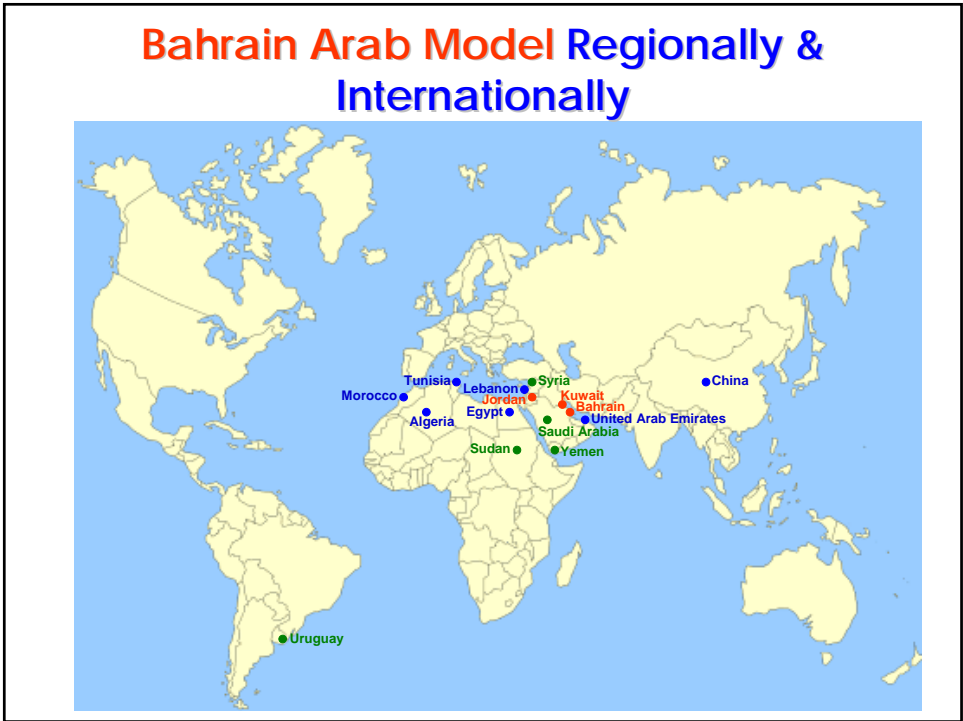 Bahrain Arab Model Regionally &
Internationally
Tunisia
Syria
China
Lebanon
Morocco
Jordan
Kuwait
Bahrain
Egypt
Algeria
United Arab Emirates
Saudi Arabia
Sudan
Yemen
Uruguay